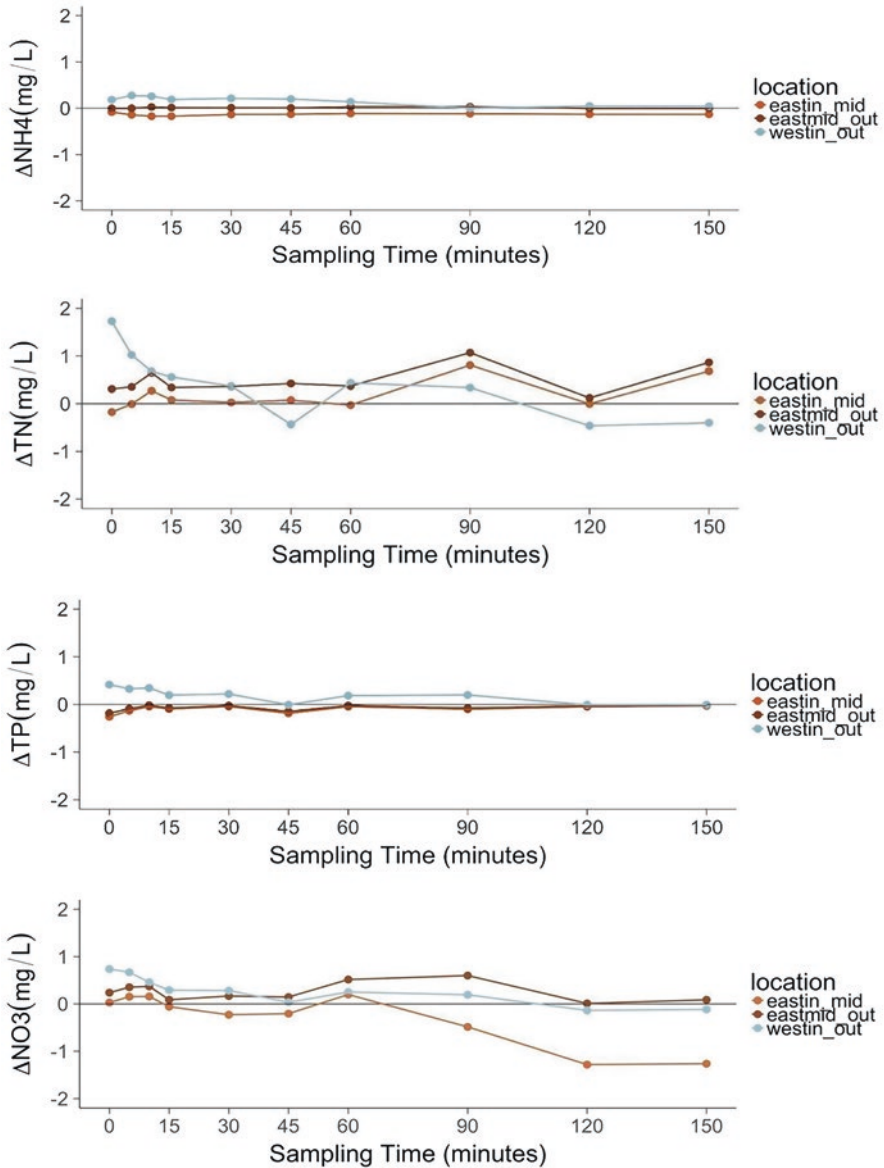 ΔNH4(mg/L)
2
1
0
-1
-2
0 15 30 45 60 90 120 150
Sampling Time (minutes)
location
eastin_mid
eastmid_out
westin_out
ΔTN(mg/L)
2
1
0
-1
-2
0 15 30 45 60 90 120 150
Sampling Time (minutes)
location
eastin_mid
eastmid_out
westin_out
ΔTP(mg/L)
2
1
0
-1
-2
0 15 30 45 60 90 120 150
Sampling Time (minutes)
location
eastin_mid
eastmid_out
westin_out
ΔNO3(mg/L)
2
1
0
-1
-2
0 15 30 45 60 90 120 150
Sampling Time (minutes)
location
eastin_mid
eastmid_out
westin_out